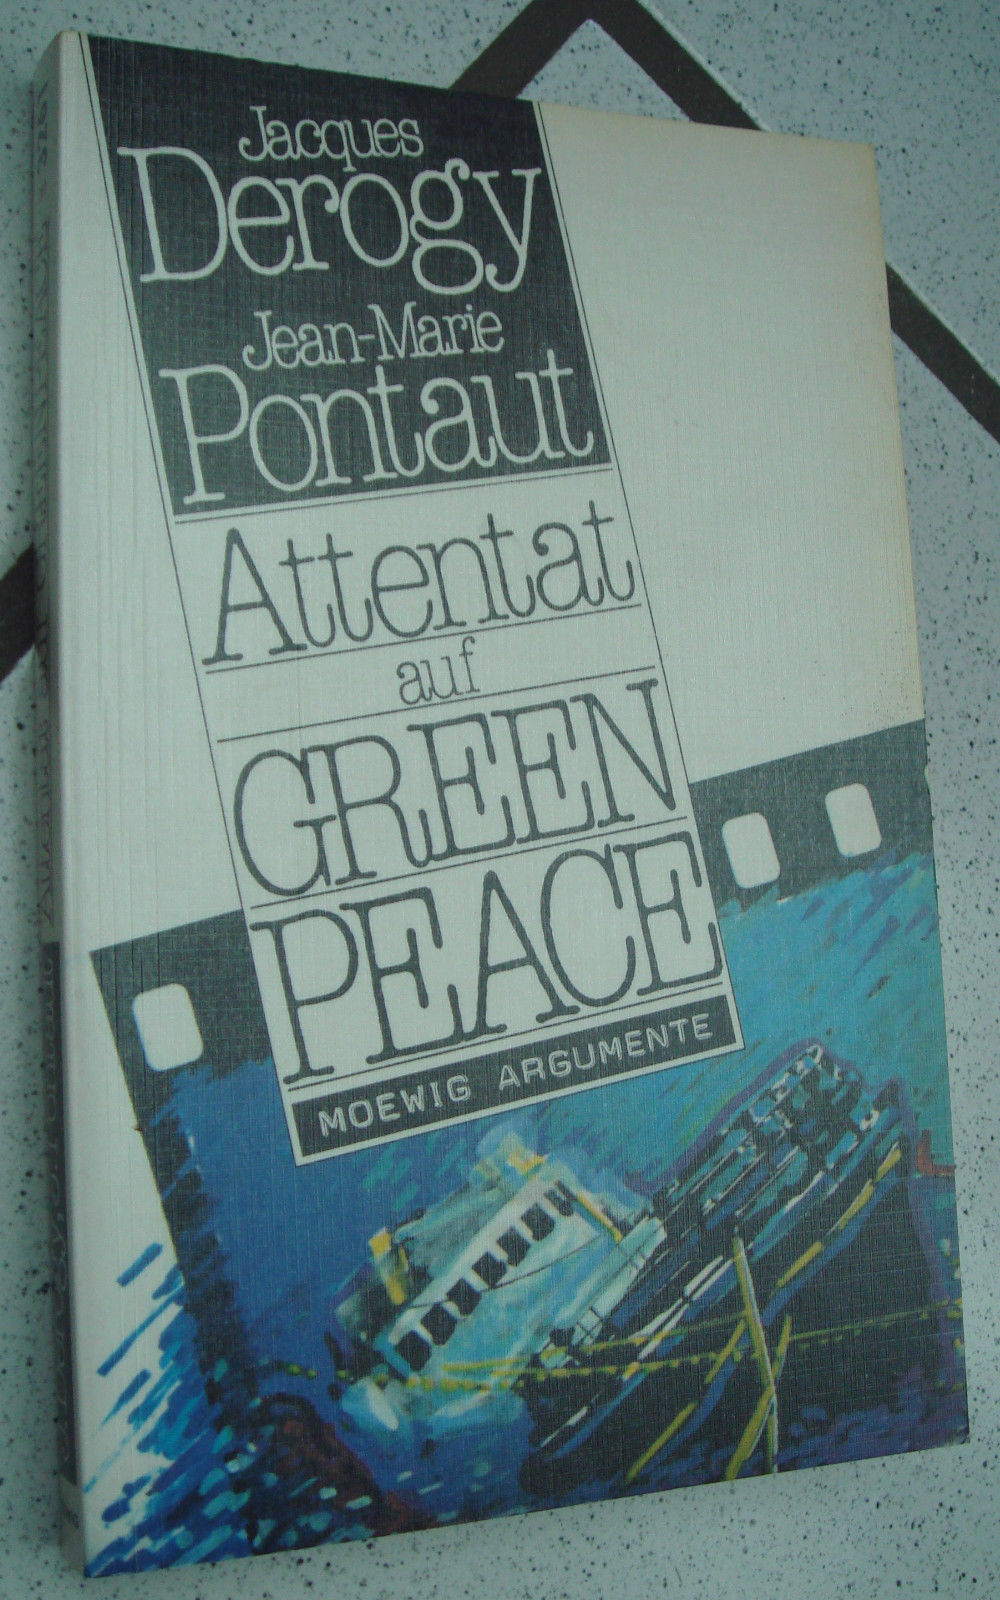 Jacques
Derogy
Jean-Marie
Pontaut
Attentat
auf
GREEN
PEACE
MOEWIG ARGUMENTE